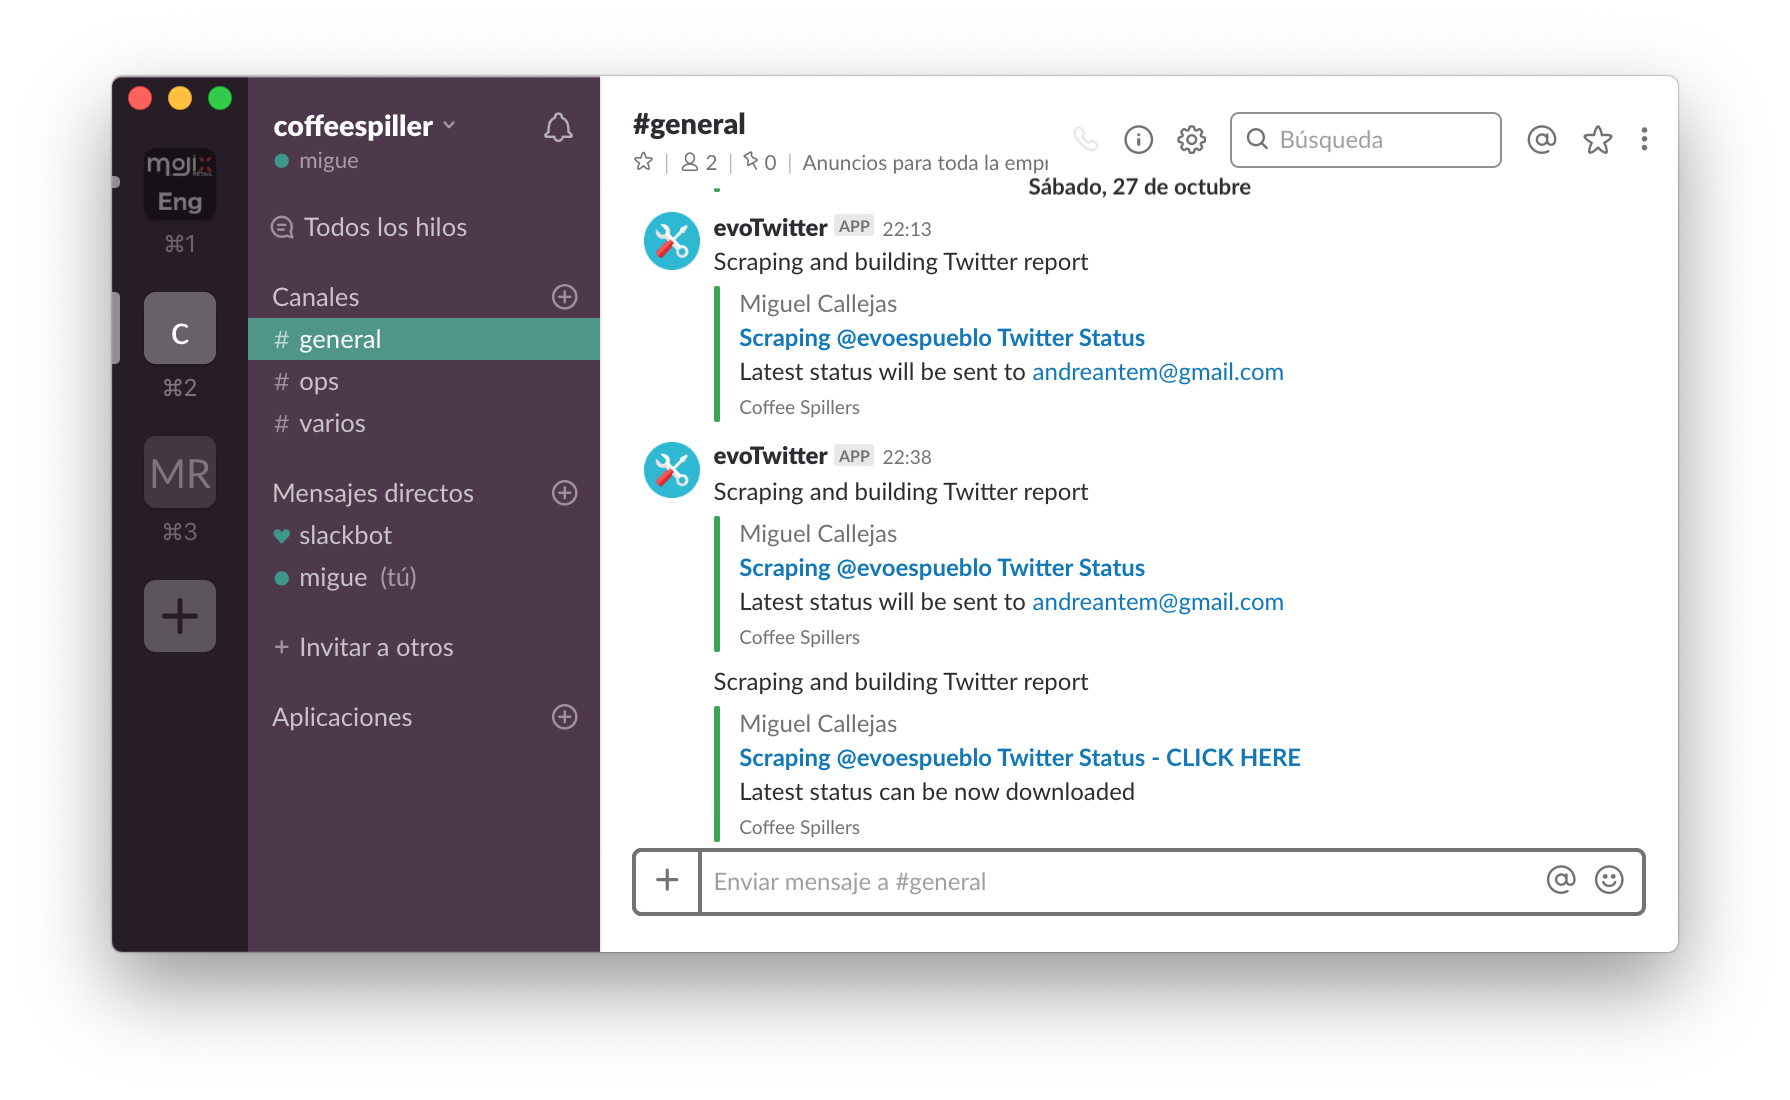 mojix
RETAIL
Eng
⌘1
C
⌘2
MR
⌘3
coffeespiller
migue
Todos los hilos
Canales
# general
# ops
# varios
Mensajes directos
slackbot
migue (tú)
+ Invitar a otros
Aplicaciones
#general
2 | 0 | Anuncios para toda la empr
Búsqueda
Sábado, 27 de octubre
evoTwitter APP 22:13
Scraping and building Twitter report
Miguel Callejas
Scraping @evoespueblo Twitter Status
Latest status will be sent to andreantem@gmail.com
Coffee Spillers
evoTwitter APP 22:38
Scraping and building Twitter report
Miguel Callejas
Scraping @evoespueblo Twitter Status
Latest status will be sent to andreantem@gmail.com
Coffee Spillers
Scraping and building Twitter report
Miguel Callejas
Scraping @evoespueblo Twitter Status - CLICK HERE
Latest status can be now downloaded
Coffee Spillers
Enviar mensaje a #general